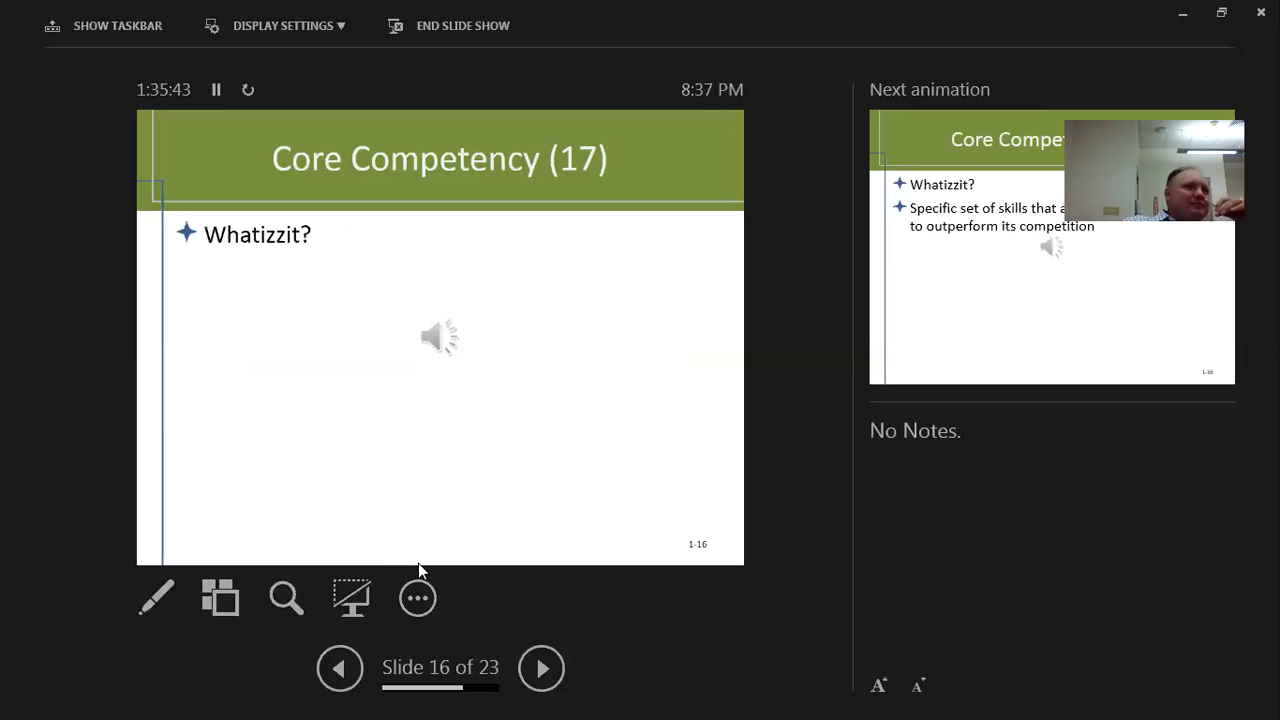 SHOW TASKBAR
DISPLAY SETTINGS ▼
END SLIDE SHOW
1:35:43
8:37 PM
Core Competency (17)
Whatizzit?
1-16
Slide 16 of 23
Next animation
Core Compe
Whatizzit?
Specific set of skills that
to outperform its competition
1-16
No Notes.
A
A